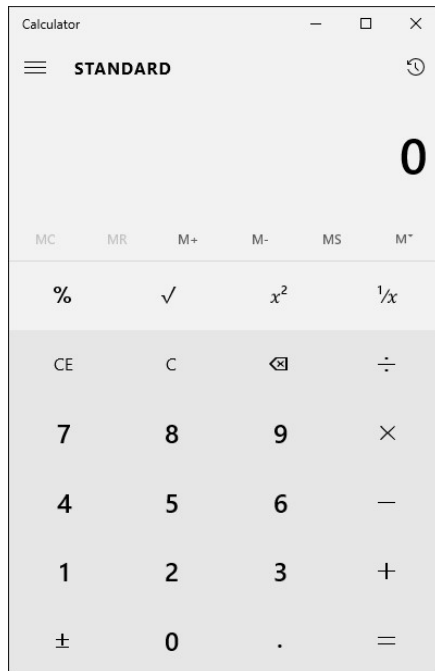 Calculator
STANDARD
0
MC MR M+ M- MS M˅
% √ x² ¹/x
CE C ÷
7 8 9 ×
4 5 6 −
1 2 3 +
± 0 . =